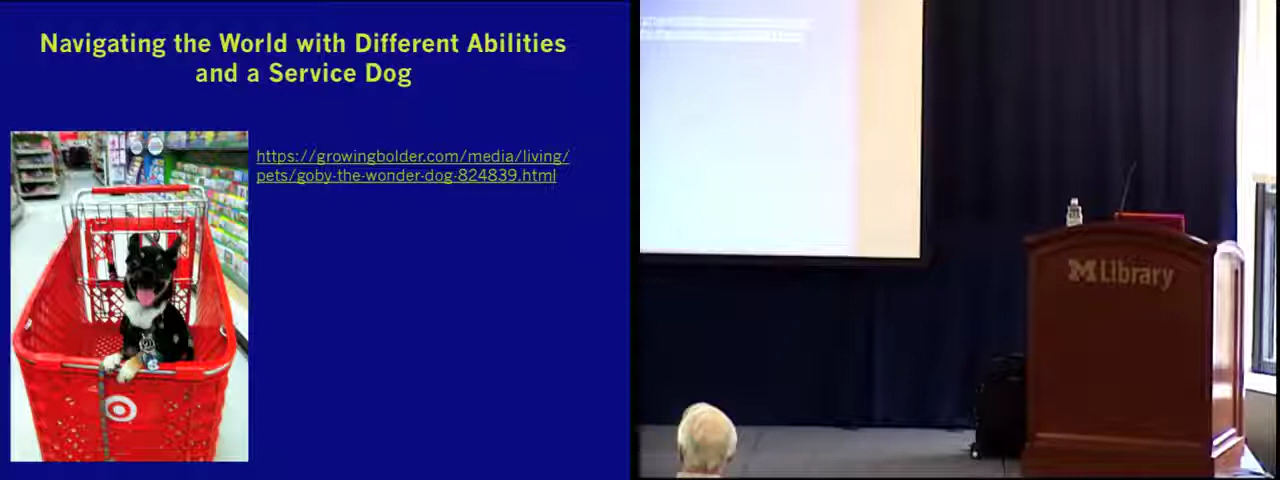 Navigating the World with Different Abilities
and a Service Dog
https://growingbolder.com/media/living/
pets/goby-the-wonder-dog-824839.html
M Library